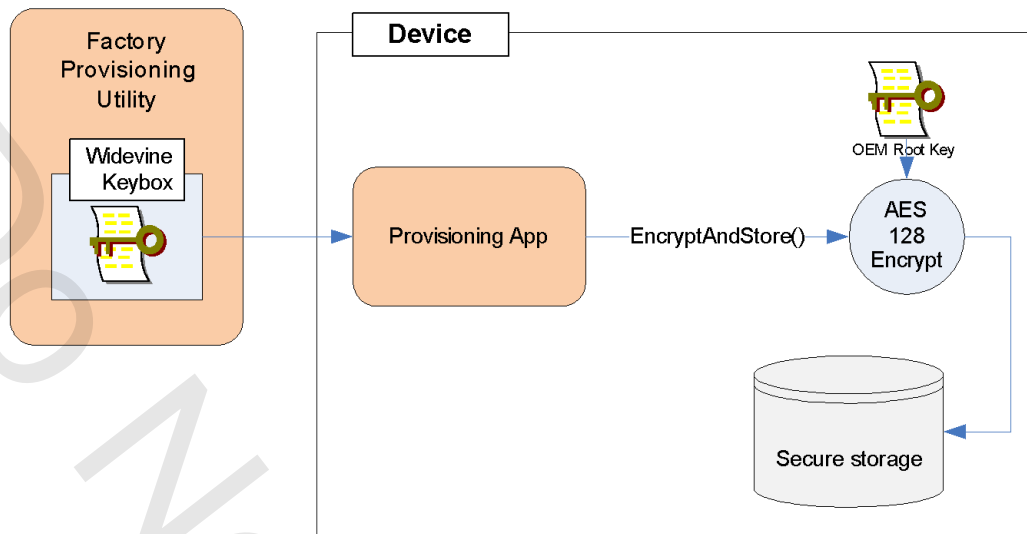 Factory
Provisioning
Utility
Widevine
Keybox
Device
OEM Root Key
Provisioning App
EncryptAndStore()
AES
128
Encrypt
Secure storage